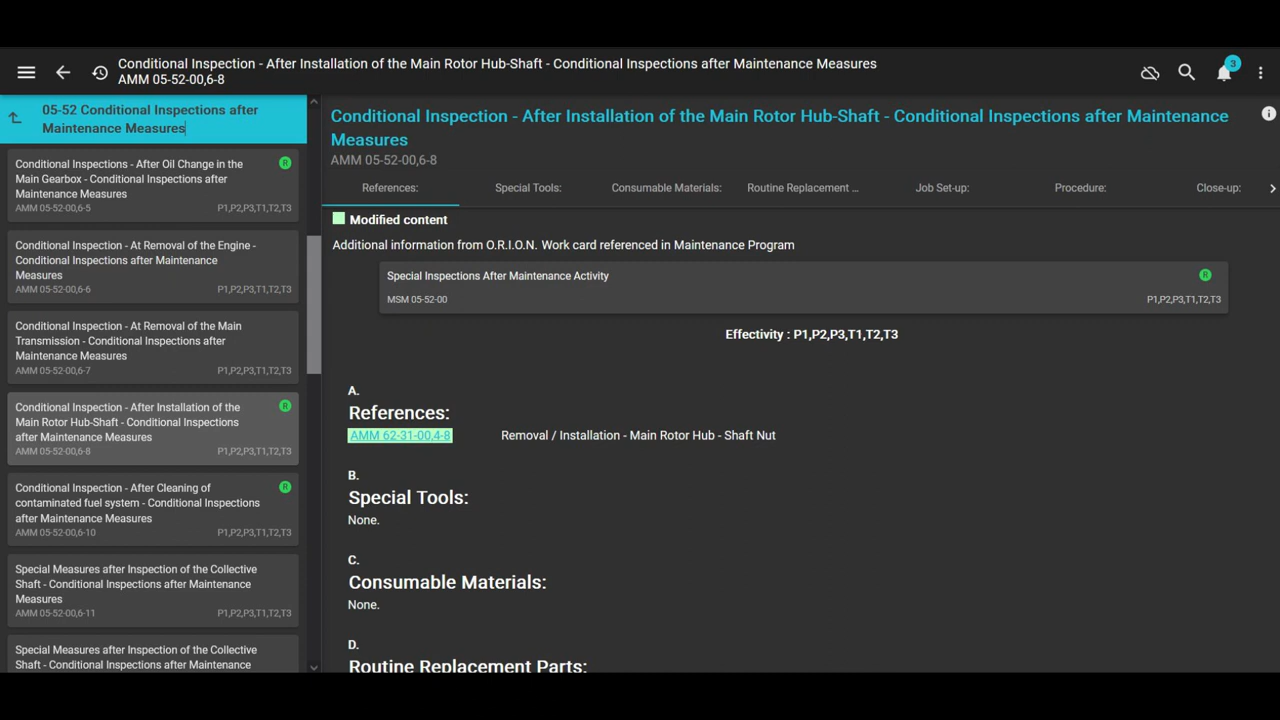 Conditional Inspection - After Installation of the Main Rotor Hub-Shaft - Conditional Inspections after Maintenance Measures
AMM 05-52-00,6-8
3
05-52 Conditional Inspections after
Maintenance Measures
Conditional Inspections - After Oil Change in the
Main Gearbox - Conditional Inspections after
Maintenance Measures
R
AMM 05-52-00,6-5
P1,P2,P3,T1,T2,T3
Conditional Inspection - At Removal of the Engine -
Conditional Inspections after Maintenance
Measures
AMM 05-52-00,6-6
P1,P2,P3,T1,T2,T3
Conditional Inspection - At Removal of the Main
Transmission - Conditional Inspections after
Maintenance Measures
AMM 05-52-00,6-7
P1,P2,P3,T1,T2,T3
Conditional Inspection - After Installation of the
Main Rotor Hub-Shaft - Conditional Inspections
after Maintenance Measures
R
AMM 05-52-00,6-8
P1,P2,P3,T1,T2,T3
Conditional Inspection - After Cleaning of
contaminated fuel system - Conditional Inspections
after Maintenance Measures
R
AMM 05-52-00,6-10
P1,P2,P3,T1,T2,T3
Special Measures after Inspection of the Collective
Shaft - Conditional Inspections after Maintenance
Measures
AMM 05-52-00,6-11
P1,P2,P3,T1,T2,T3
Special Measures after Inspection of the Collective
Shaft - Conditional Inspections after Maintenance
Conditional Inspection - After Installation of the Main Rotor Hub-Shaft - Conditional Inspections after Maintenance
Measures
AMM 05-52-00,6-8
References:
Special Tools:
Consumable Materials:
Routine Replacement ...
Job Set-up:
Procedure:
Close-up:
Modified content
Additional information from O.R.I.O.N. Work card referenced in Maintenance Program
Special Inspections After Maintenance Activity
R
MSM 05-52-00
P1,P2,P3,T1,T2,T3
Effectivity : P1,P2,P3,T1,T2,T3
A.
References:
AMM 62-31-00,4-8
Removal / Installation - Main Rotor Hub - Shaft Nut
B.
Special Tools:
None.
C.
Consumable Materials:
None.
D.
Routine Replacement Parts: